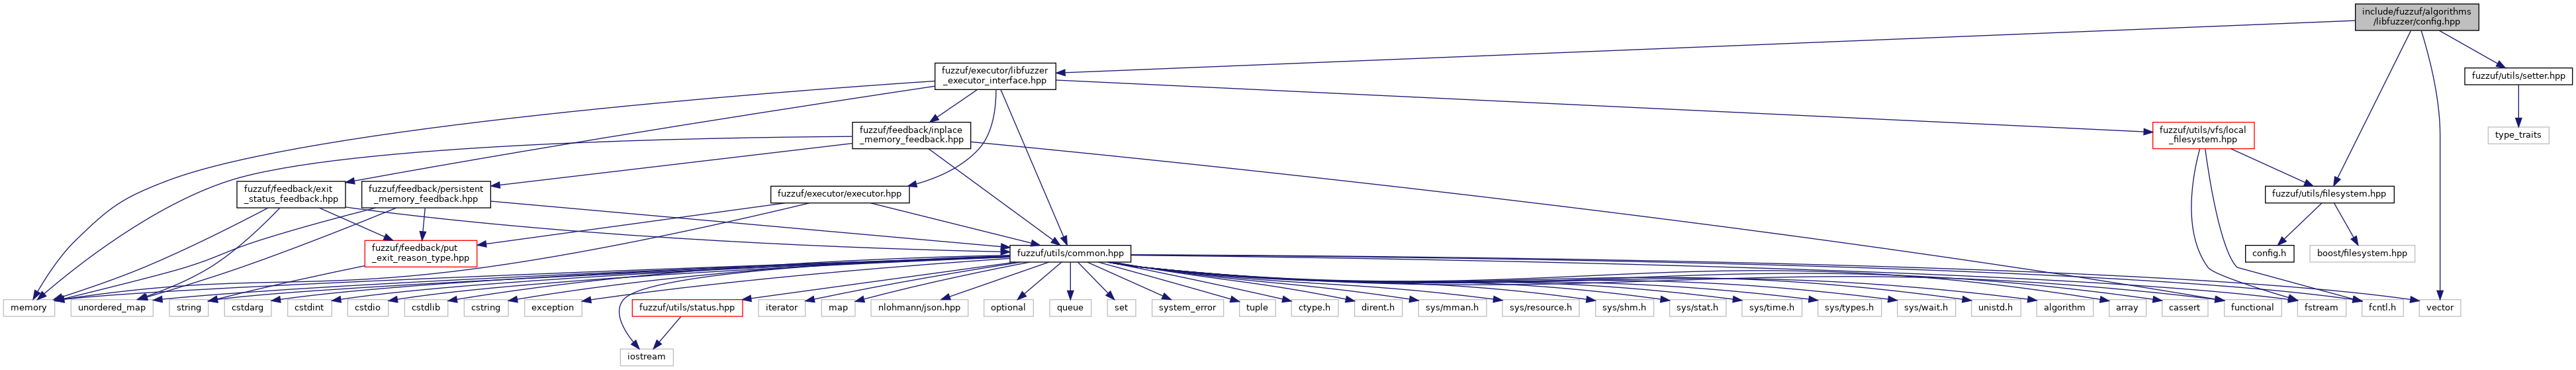 include/fuzzuf/algorithms
/libfuzzer/config.hpp
fuzzuf/executor/libfuzzer
_executor_interface.hpp
fuzzuf/utils/setter.hpp
fuzzuf/feedback/inplace
_memory_feedback.hpp
fuzzuf/utils/vfs/local
_filesystem.hpp
type_traits
fuzzuf/feedback/exit
_status_feedback.hpp
fuzzuf/feedback/persistent
_memory_feedback.hpp
fuzzuf/executor/executor.hpp
fuzzuf/utils/filesystem.hpp
fuzzuf/feedback/put
_exit_reason_type.hpp
fuzzuf/utils/common.hpp
config.h
boost/filesystem.hpp
memory
unordered_map
string
cstdarg
cstdint
cstdio
cstdlib
cstring
exception
fuzzuf/utils/status.hpp
iterator
map
nlohmann/json.hpp
optional
queue
set
system_error
tuple
ctype.h
dirent.h
sys/mman.h
sys/resource.h
sys/shm.h
sys/stat.h
sys/time.h
sys/types.h
sys/wait.h
unistd.h
algorithm
array
cassert
functional
fstream
fcntl.h
vector
iostream